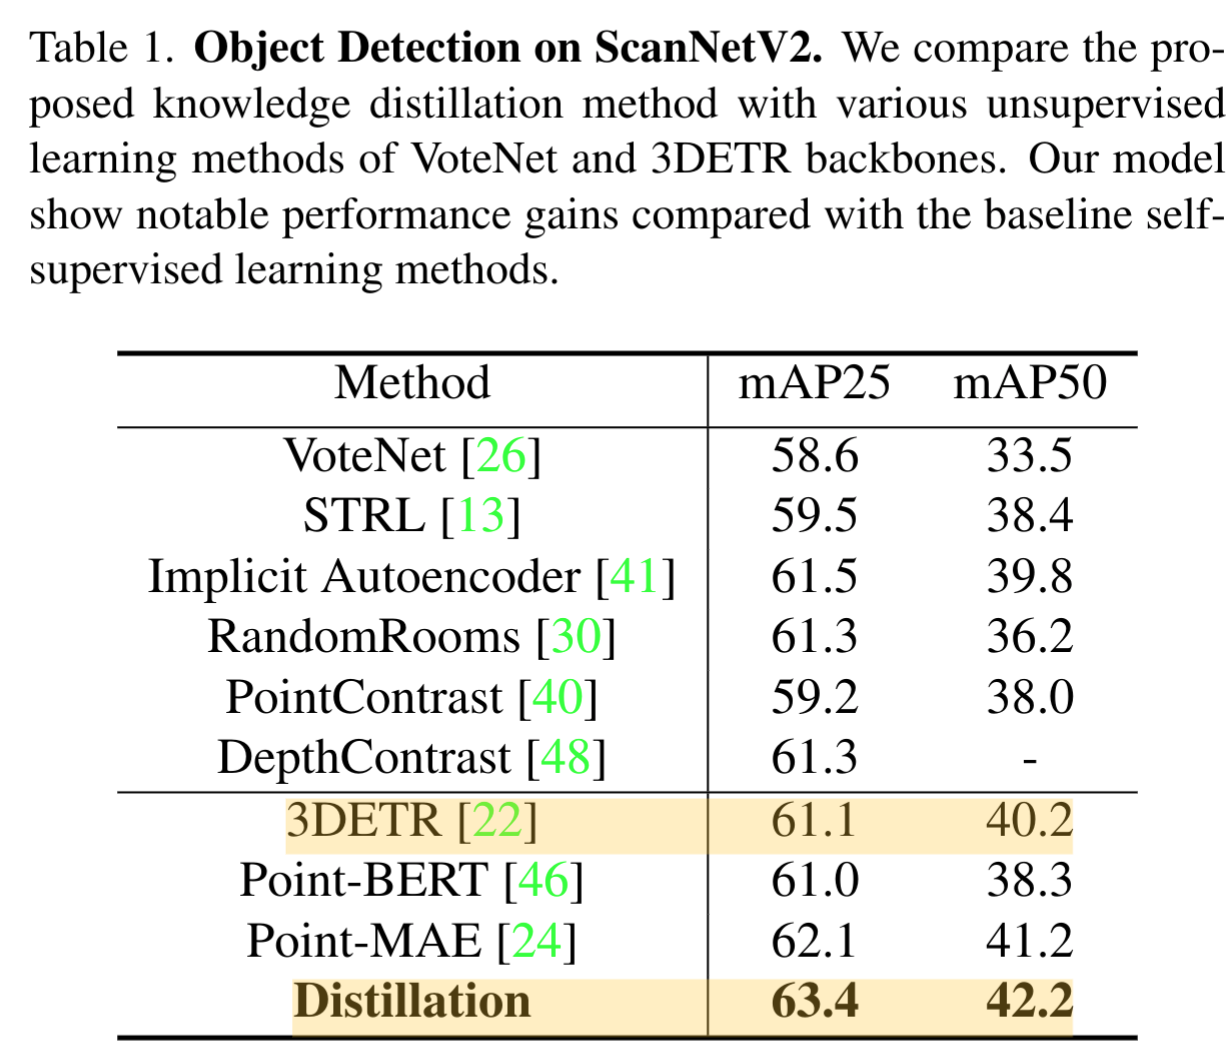 Table 1. Object Detection on ScanNetV2. We compare the pro-
posed knowledge distillation method with various unsupervised
learning methods of VoteNet and 3DETR backbones. Our model
show notable performance gains compared with the baseline self-
supervised learning methods.
Method mAP25 mAP50
VoteNet [26] 58.6 33.5
STRL [13] 59.5 38.4
Implicit Autoencoder [41] 61.5 39.8
RandomRooms [30] 61.3 36.2
PointContrast [40] 59.2 38.0
DepthContrast [48] 61.3 -
3DETR [22] 61.1 40.2
Point-BERT [46] 61.0 38.3
Point-MAE [24] 62.1 41.2
Distillation 63.4 42.2